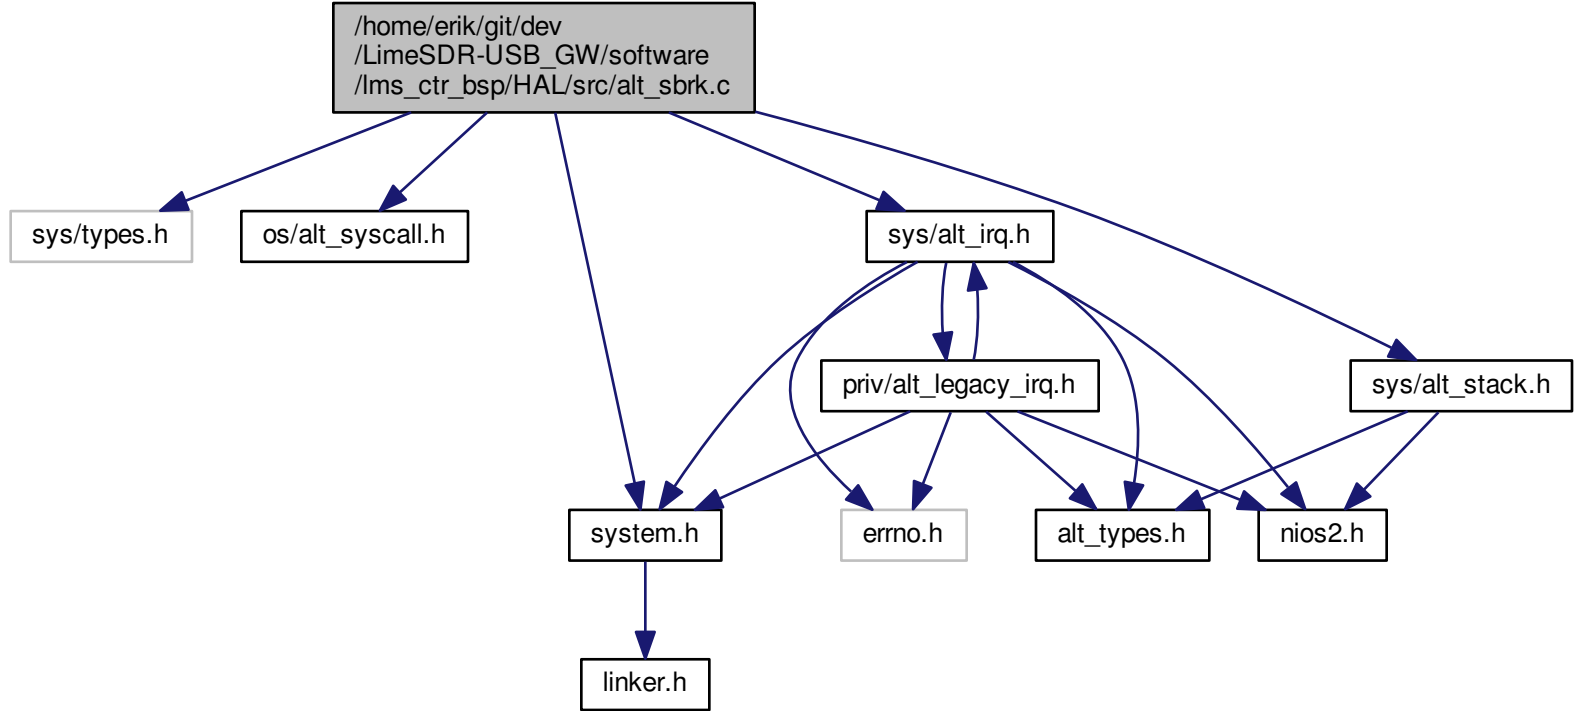 /home/erik/git/dev
/LimeSDR-USB_GW/software
/lms_ctr_bsp/HAL/src/alt_sbrk.c
sys/types.h
os/alt_syscall.h
sys/alt_irq.h
priv/alt_legacy_irq.h
sys/alt_stack.h
system.h
errno.h
alt_types.h
nios2.h
linker.h